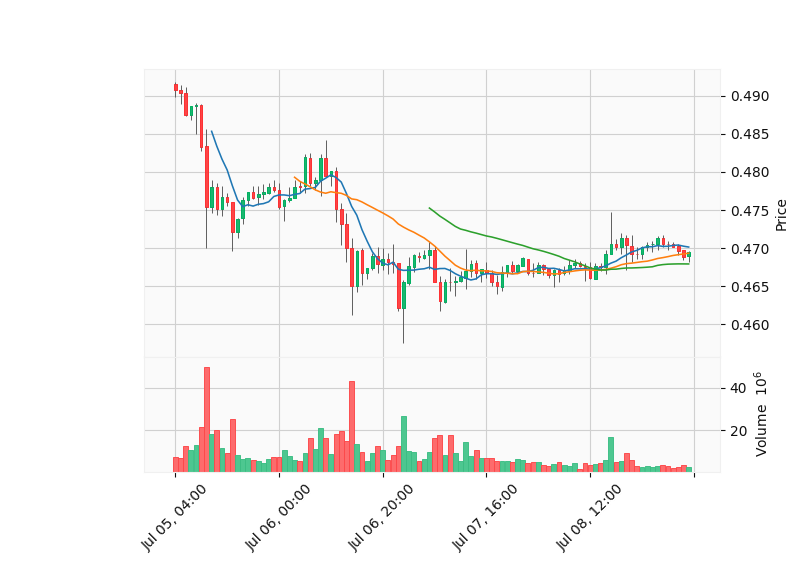 0.490
0.485
0.480
0.475
0.470
0.465
0.460
Price
40
20
Volume 10^6
Jul 05, 04:00
Jul 06, 00:00
Jul 06, 20:00
Jul 07, 16:00
Jul 08, 12:00